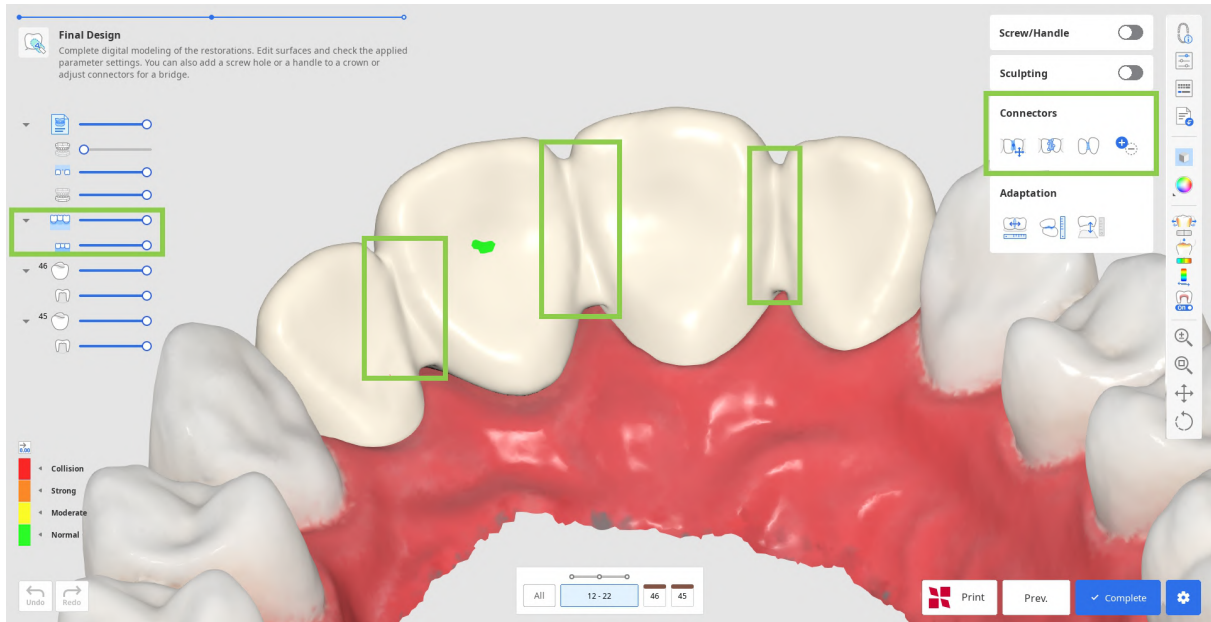 Final Design
Complete digital modeling of the restorations. Edit surfaces and check the applied
parameter settings. You can also add a screw hole or a handle to a crown or
adjust connectors for a bridge.
Screw/Handle
Sculpting
Connectors
Adaptation
46
45
0.00
Collision
Strong
Moderate
Normal
Undo
Redo
All
12 - 22
46
45
Print
Prev.
Complete